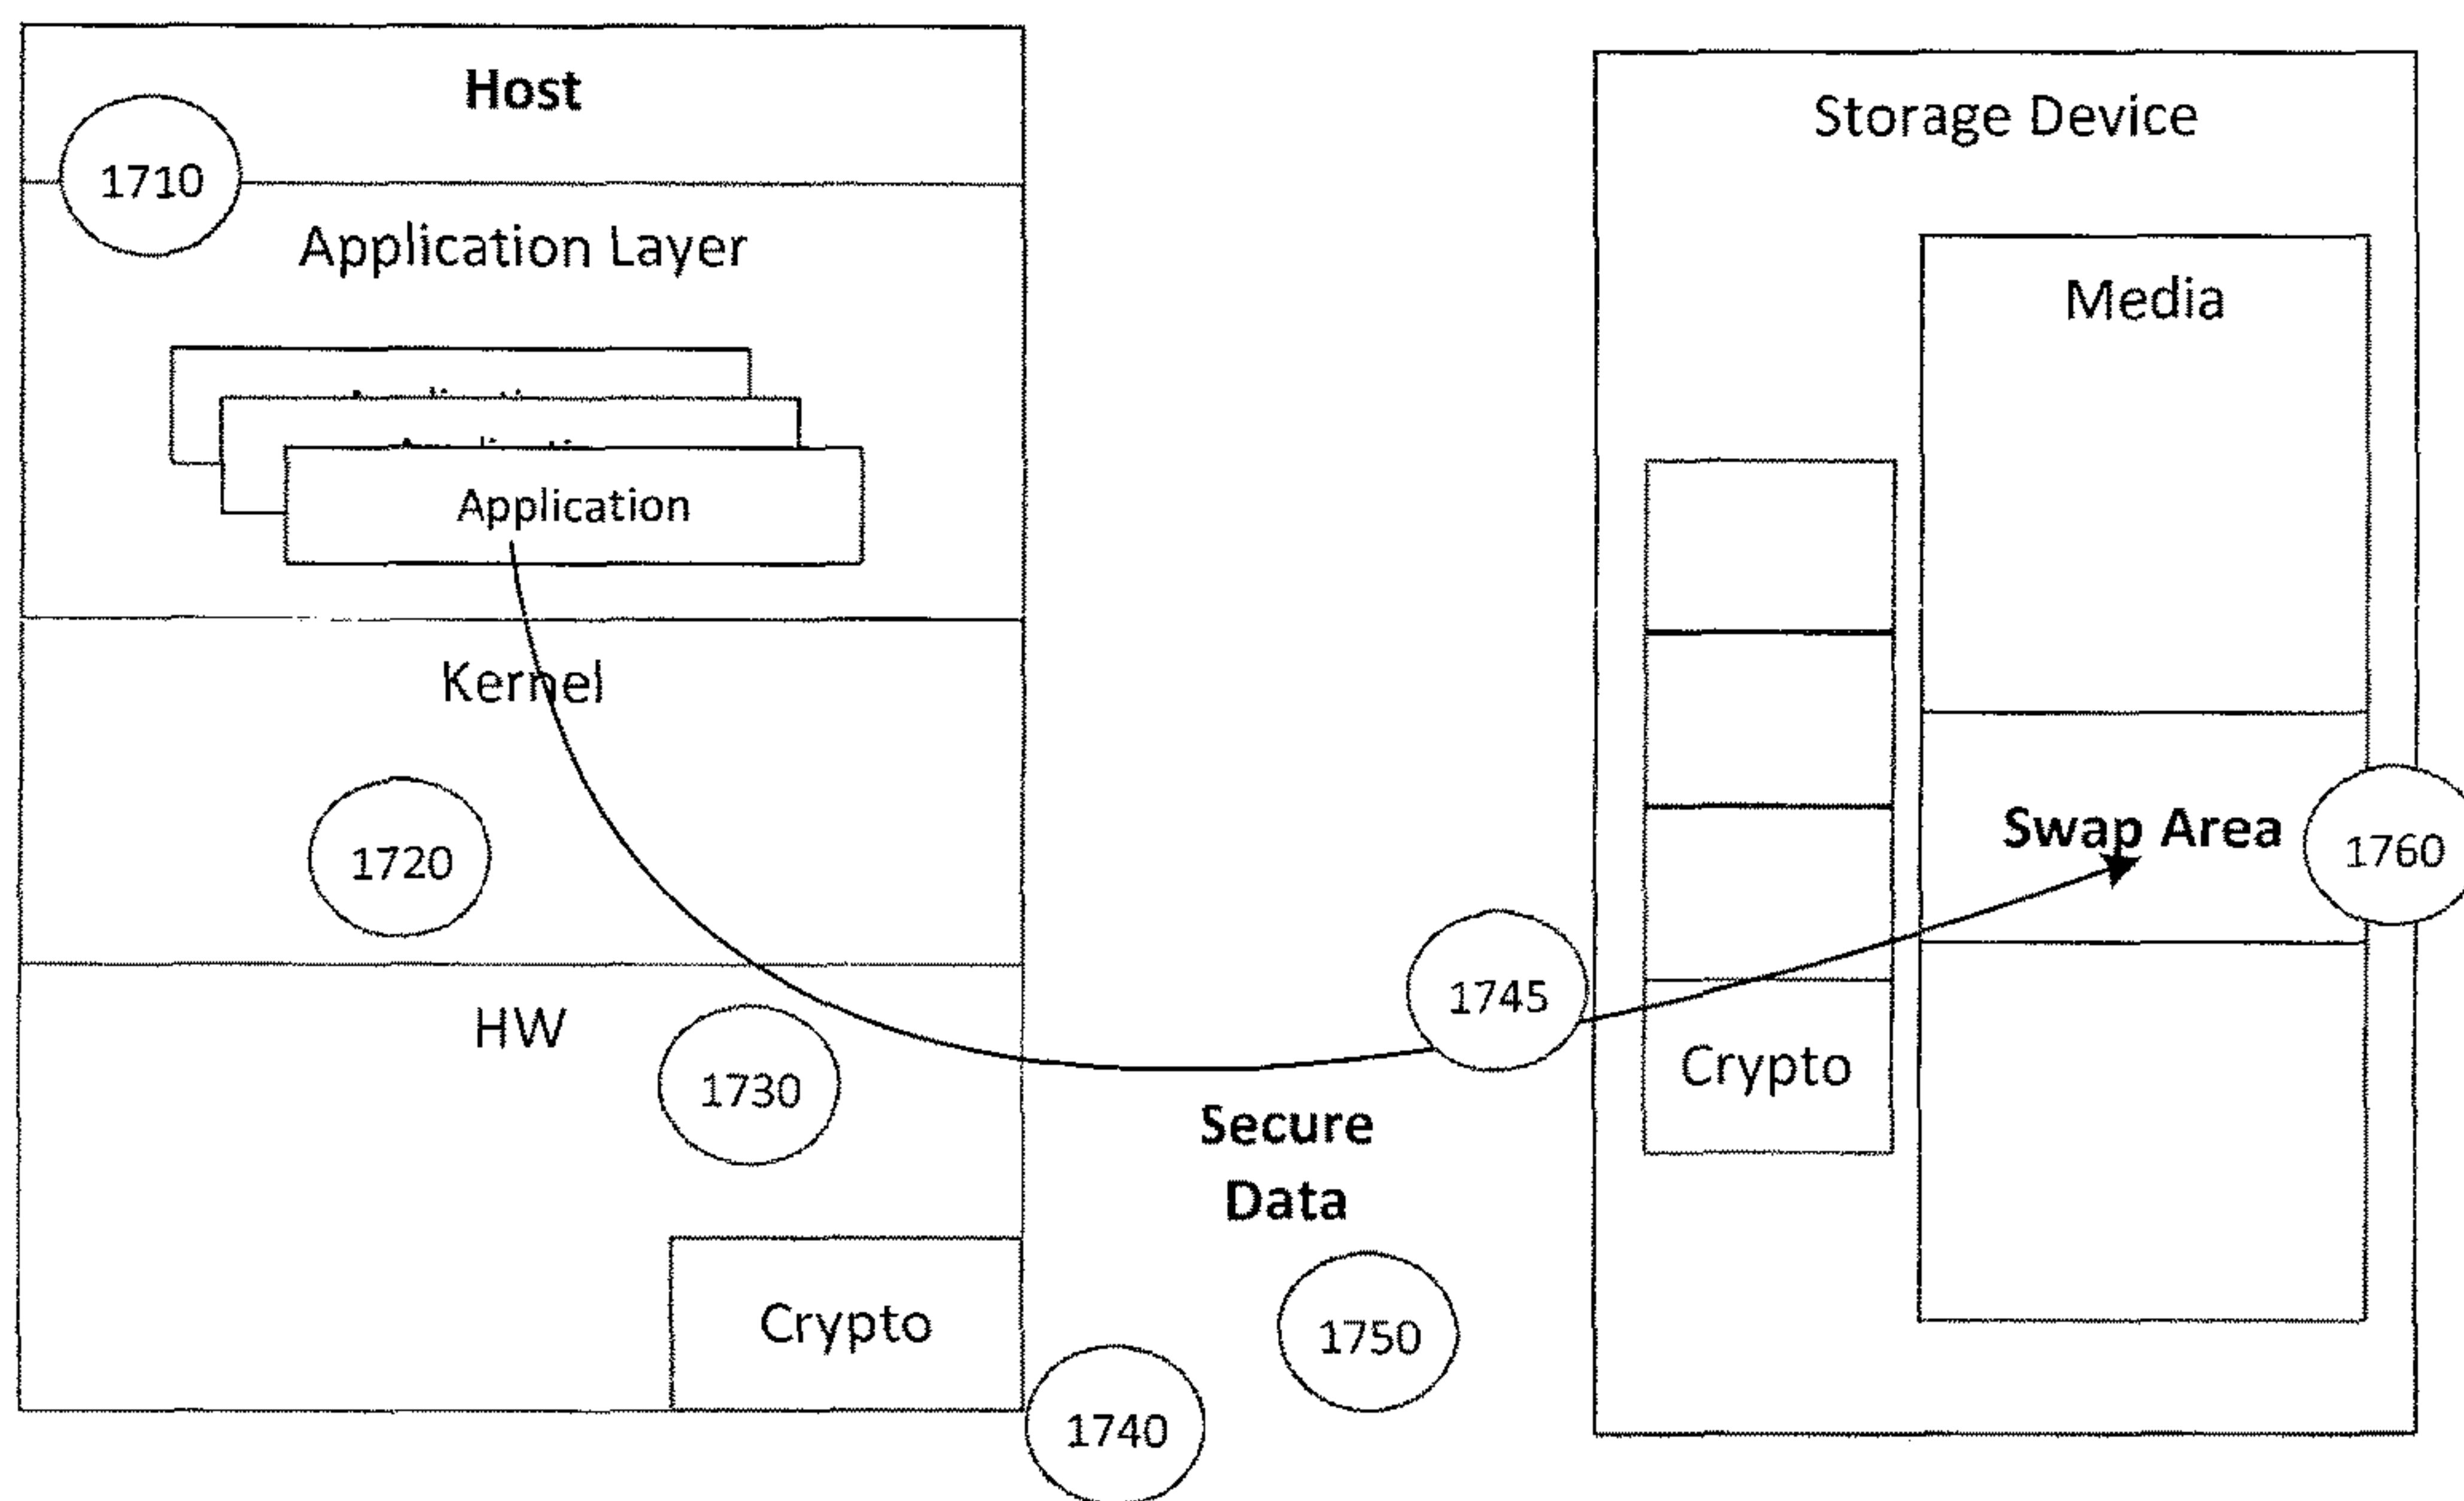 Host
1710
Application Layer
Application
Kernel
1720
HW
1730
Crypto
1740
Secure
Data
1750
1745
Storage Device
Media
Swap Area
1760
Crypto